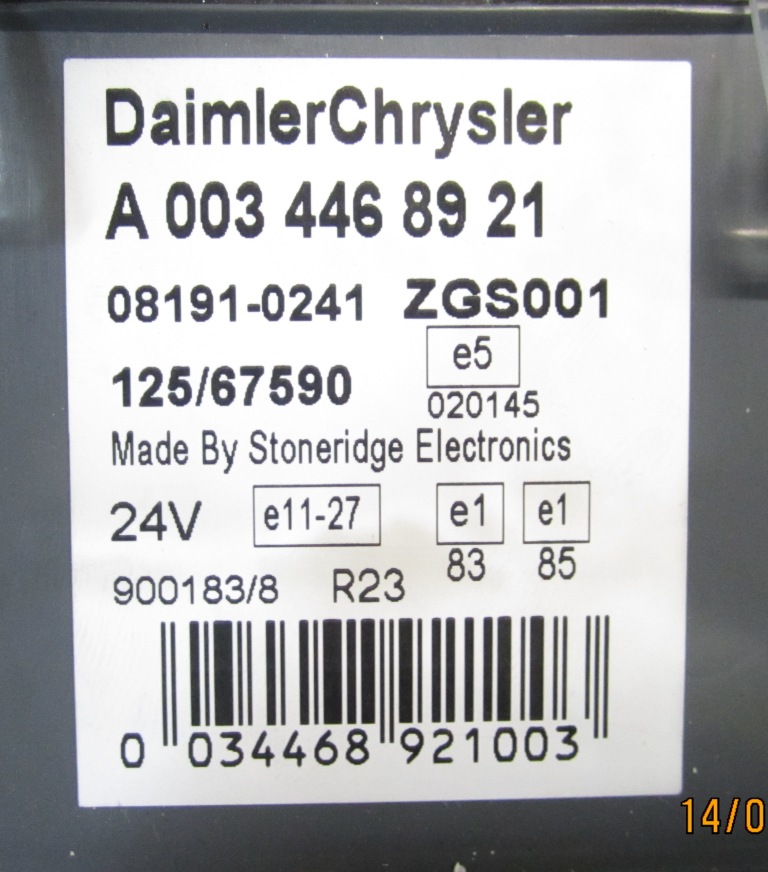 DaimlerChrysler
A 003 446 89 21
08191-0241 ZGS001
e5
125/67590
020145
Made By Stoneridge Electronics
24V e11-27 e1 e1
83 85
900183/8 R23
0 034468 921003
14/0